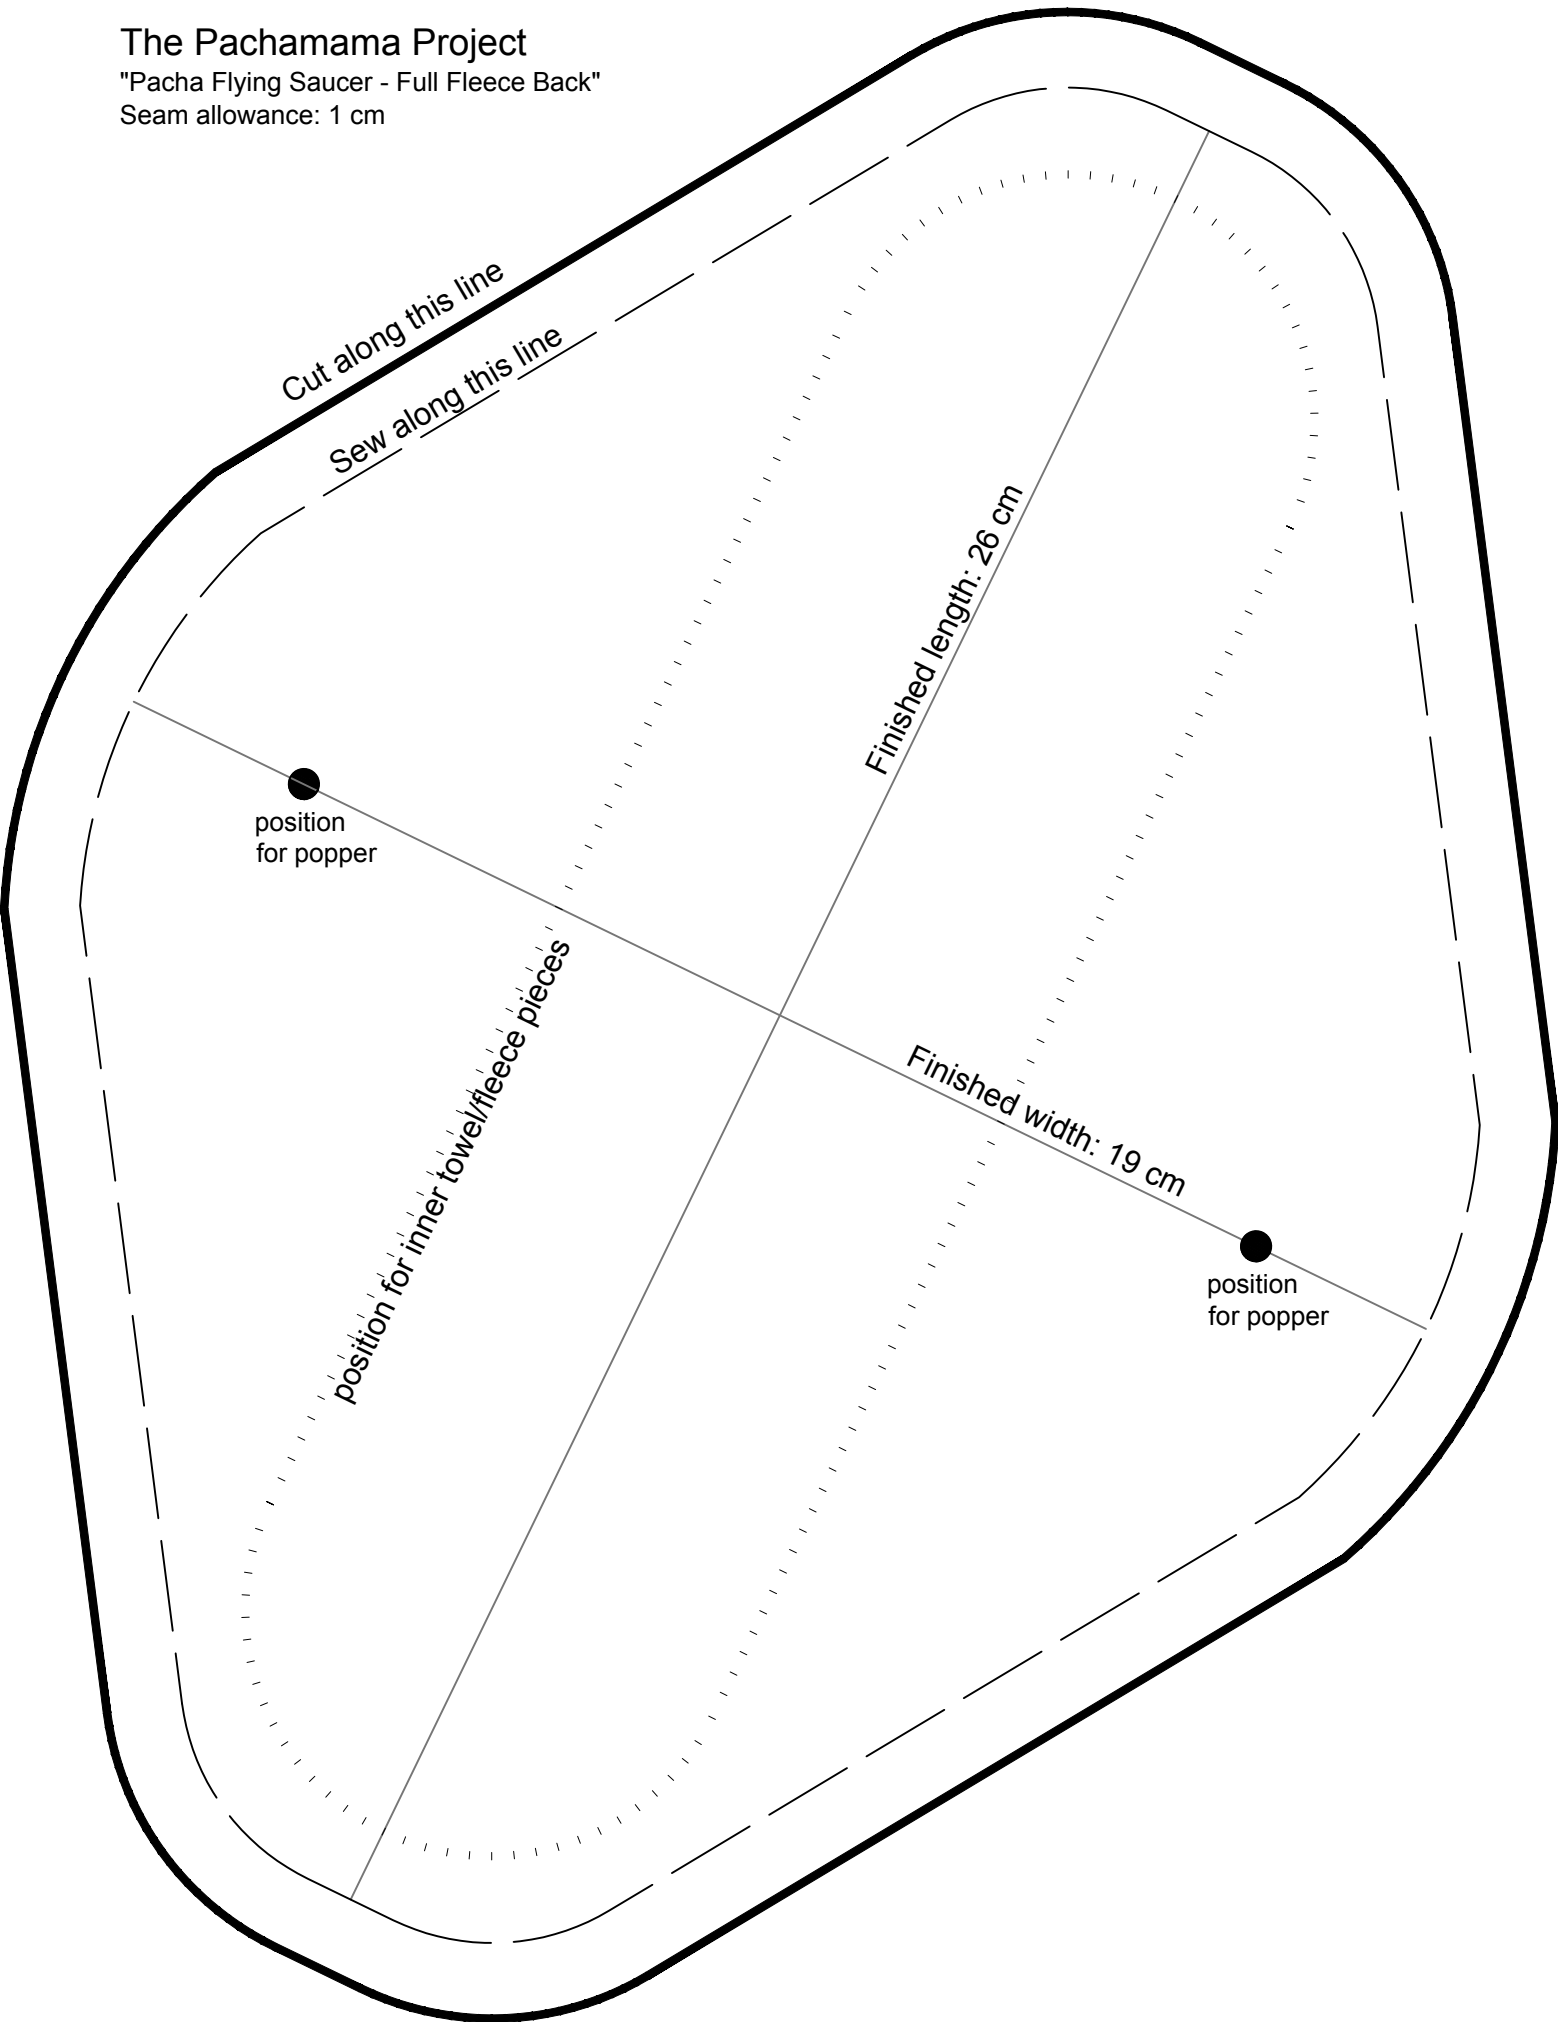 The Pachamama Project
"Pacha Flying Saucer - Full Fleece Back"
Seam allowance: 1 cm
Cut along this line
Sew along this line
Finished length: 26 cm
position
for popper
position for inner towel/fleece pieces
Finished width: 19 cm
position
for popper